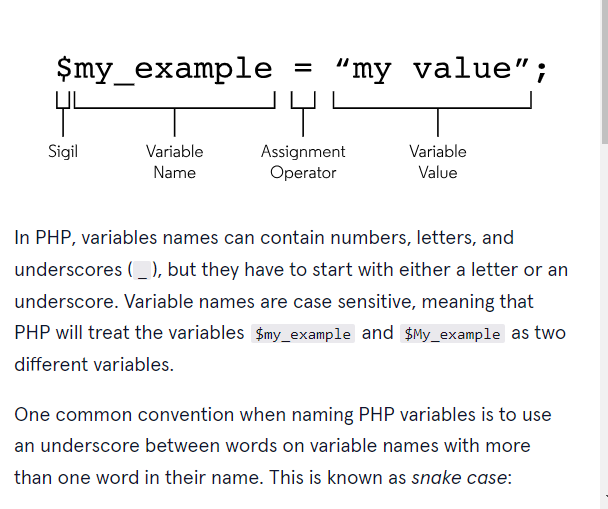 $my_example = “my value”;
Sigil
Variable
Name
Assignment
Operator
Variable
Value
In PHP, variables names can contain numbers, letters, and
underscores ( _ ), but they have to start with either a letter or an
underscore. Variable names are case sensitive, meaning that
PHP will treat the variables $my_example and $My_example as two
different variables.
One common convention when naming PHP variables is to use
an underscore between words on variable names with more
than one word in their name. This is known as snake case: